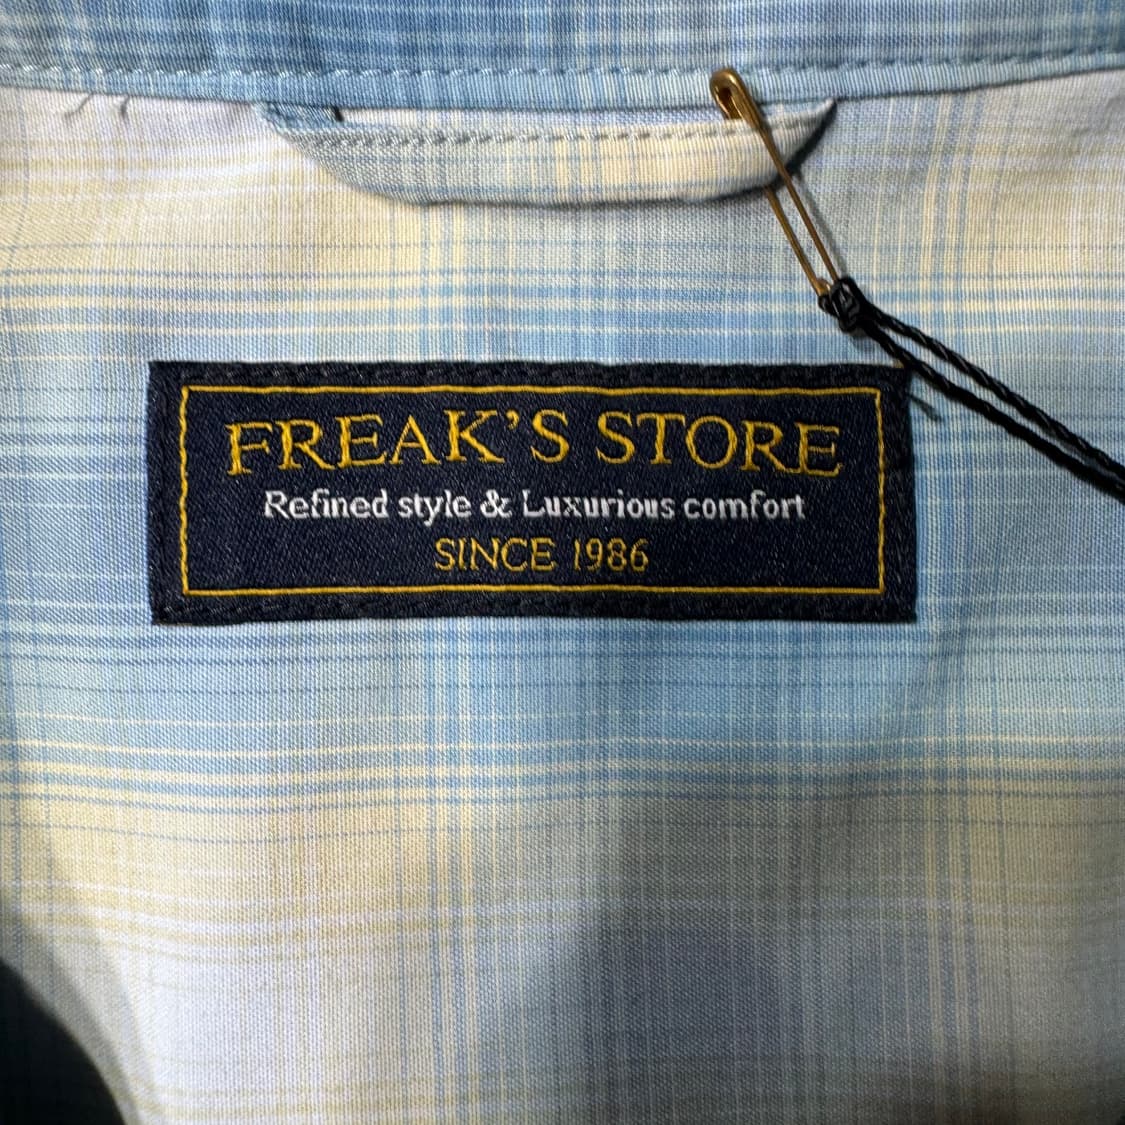 FREAK'S STORE
Refined style & Luxurious comfort
SINCE 1986